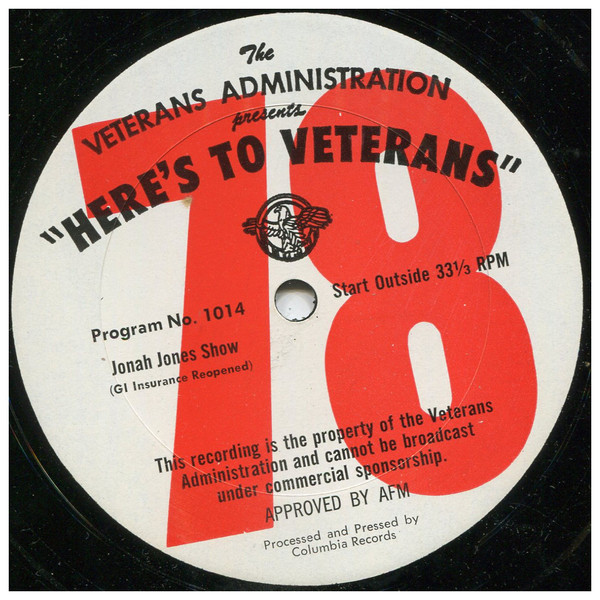 The
VETERANS ADMINISTRATION
presents
"HERE'S TO VETERANS"
78
Start Outside 33⅓ RPM
Program No. 1014
Jonah Jones Show
(GI Insurance Reopened)
This recording is the property of the Veterans
Administration and cannot be broadcast
under commercial sponsorship.
APPROVED BY AFM
Processed and Pressed by
Columbia Records